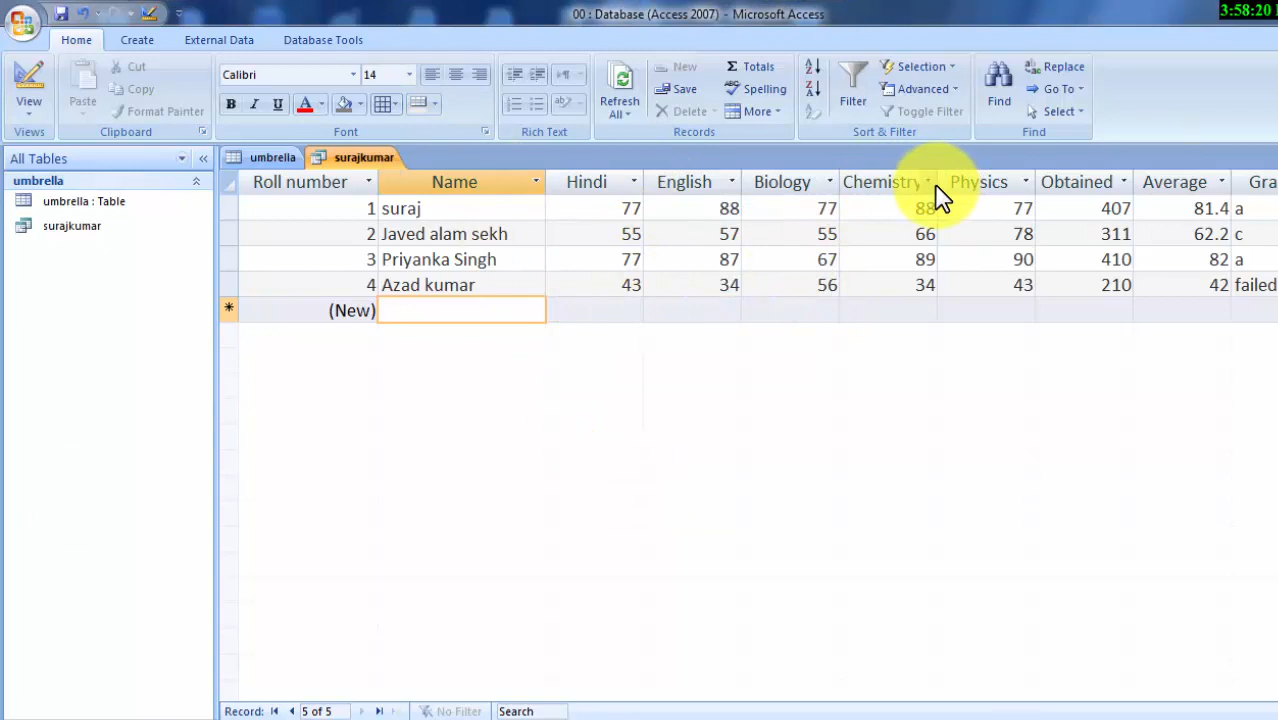 00 : Database (Access 2007) - Microsoft Access
3:58:20
Home Create External Data Database Tools
View
Views
Paste
Cut
Copy
Format Painter
Clipboard
Calibri 14
B I U A
Font
Rich Text
Refresh
All
New
Save
Delete
Totals
Spelling
More
Records
Filter
Selection
Advanced
Toggle Filter
Sort & Filter
Find
Replace
Go To
Select
Find
All Tables
umbrella
umbrella : Table
surajkumar
umbrella surajkumar
Roll number Name Hindi English Biology Chemistry Physics Obtained Average Gra
1 suraj 77 88 77 88 77 407 81.4 a
2 Javed alam sekh 55 57 55 66 78 311 62.2 c
3 Priyanka Singh 77 87 67 89 90 410 82 a
4 Azad kumar 43 34 56 34 43 210 42 failed
* (New)
Record: 5 of 5 No Filter Search